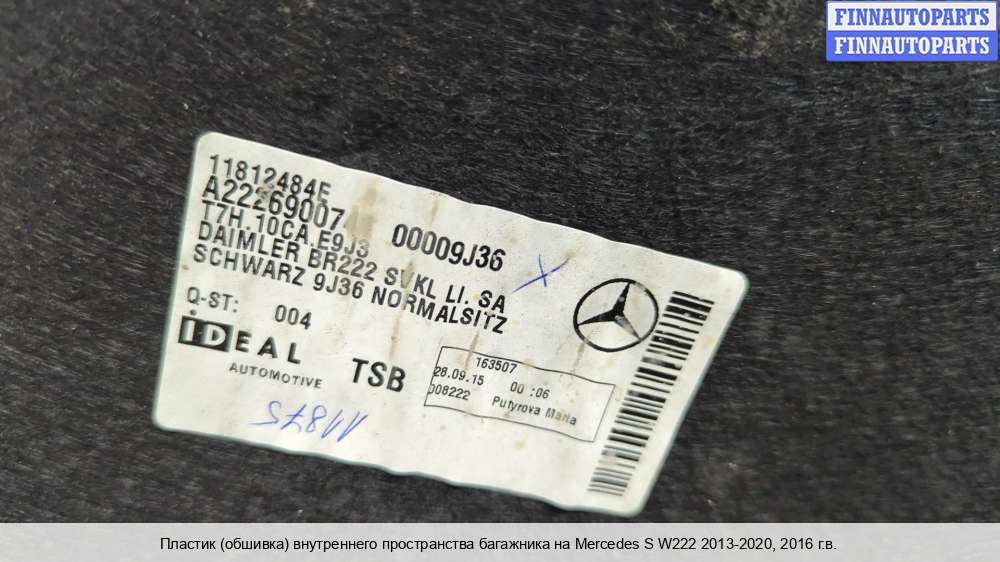 FINNAUTOPARTS
FINNAUTOPARTS
11812484E
A222690074
00009J36
T7H.10CA.E9J3
DAIMLER BR222 SVKL LI. SA
SCHWARZ 9J36 NORMALSITZ
Q-ST: 004
IDEAL
AUTOMOTIVE
TSB
163507
28.09.15 00:06
008222 Putyrova Maria
11875
Пластик (обшивка) внутреннего пространства багажника на Mercedes S W222 2013-2020, 2016 г.в.